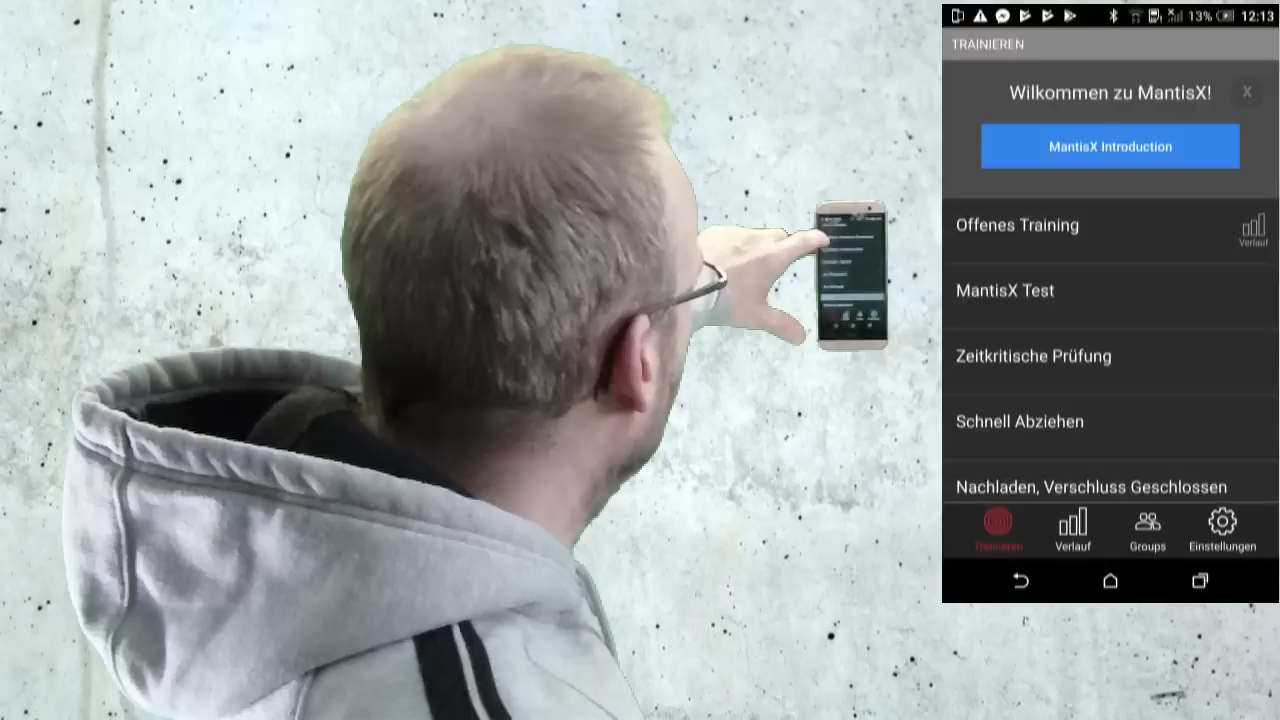 13% 12:13
TRAINIEREN
Wilkommen zu MantisX!
X
MantisX Introduction
Offenes Training
Verlauf
MantisX Test
Zeitkritische Prüfung
Schnell Abziehen
Nachladen, Verschluss Geschlossen
Trainieren Verlauf Groups Einstellungen